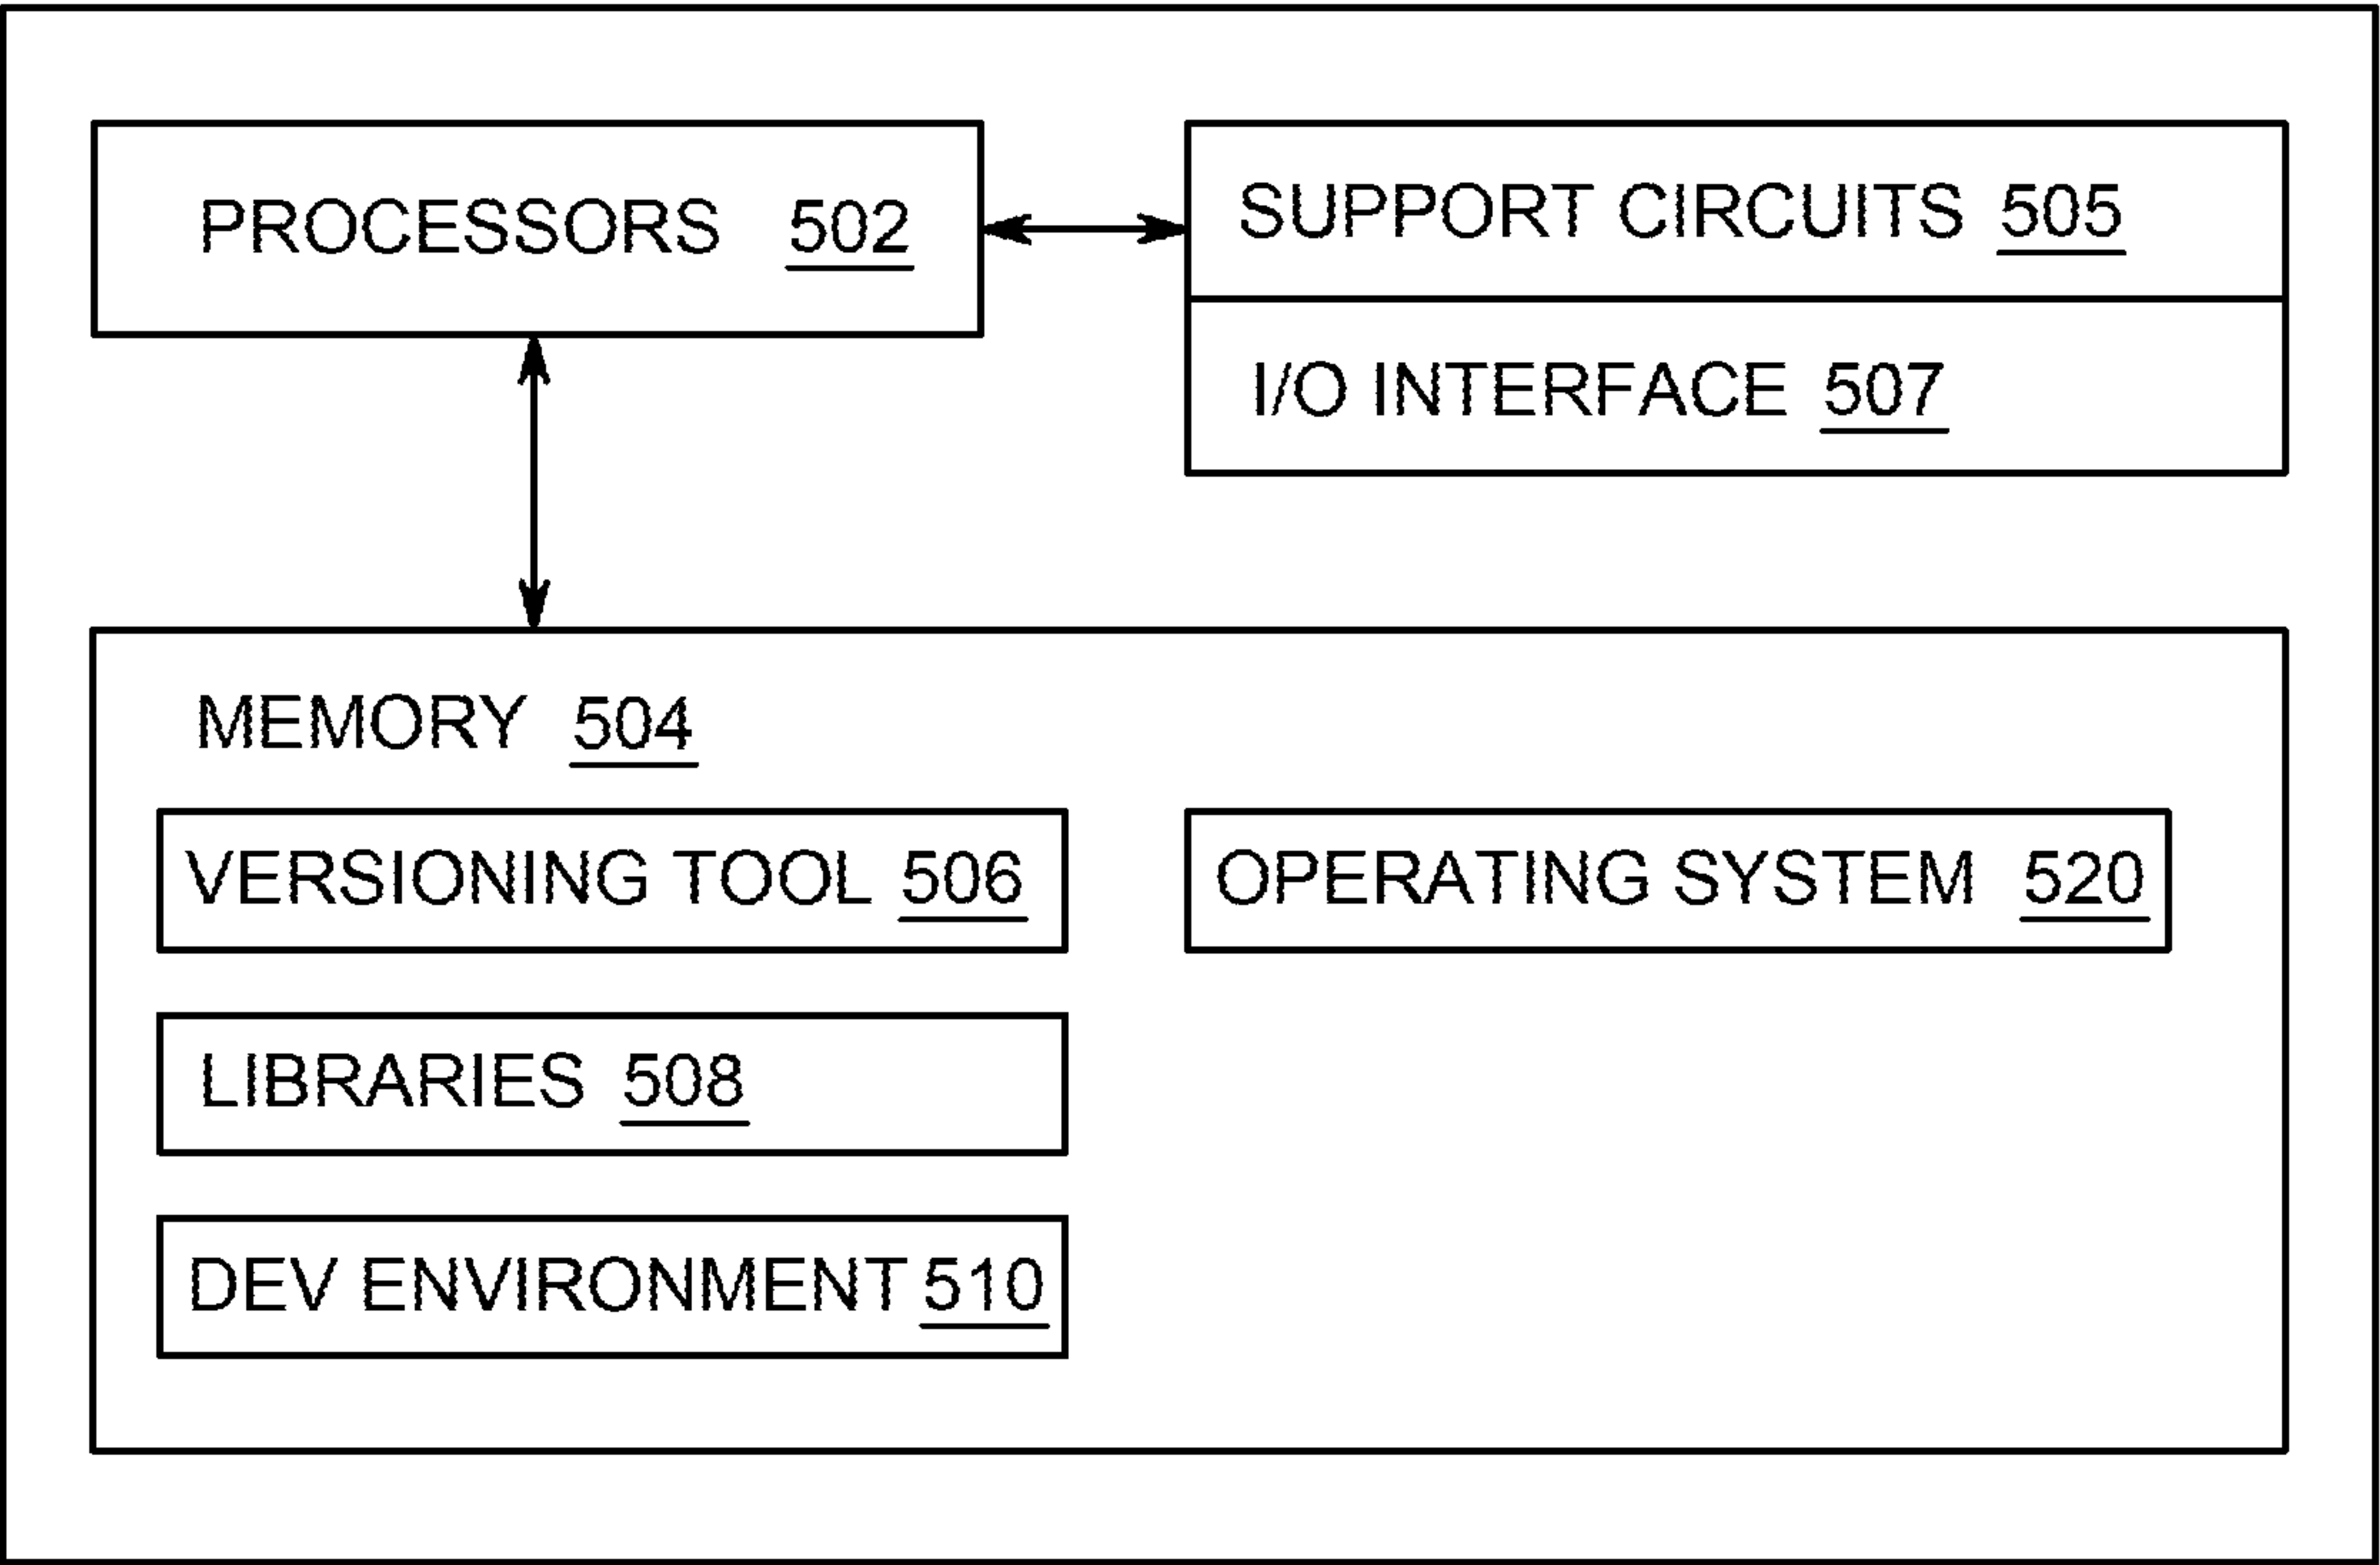 PROCESSORS 502
SUPPORT CIRCUITS 505
I/O INTERFACE 507
MEMORY 504
VERSIONING TOOL 506
OPERATING SYSTEM 520
LIBRARIES 508
DEV ENVIRONMENT 510